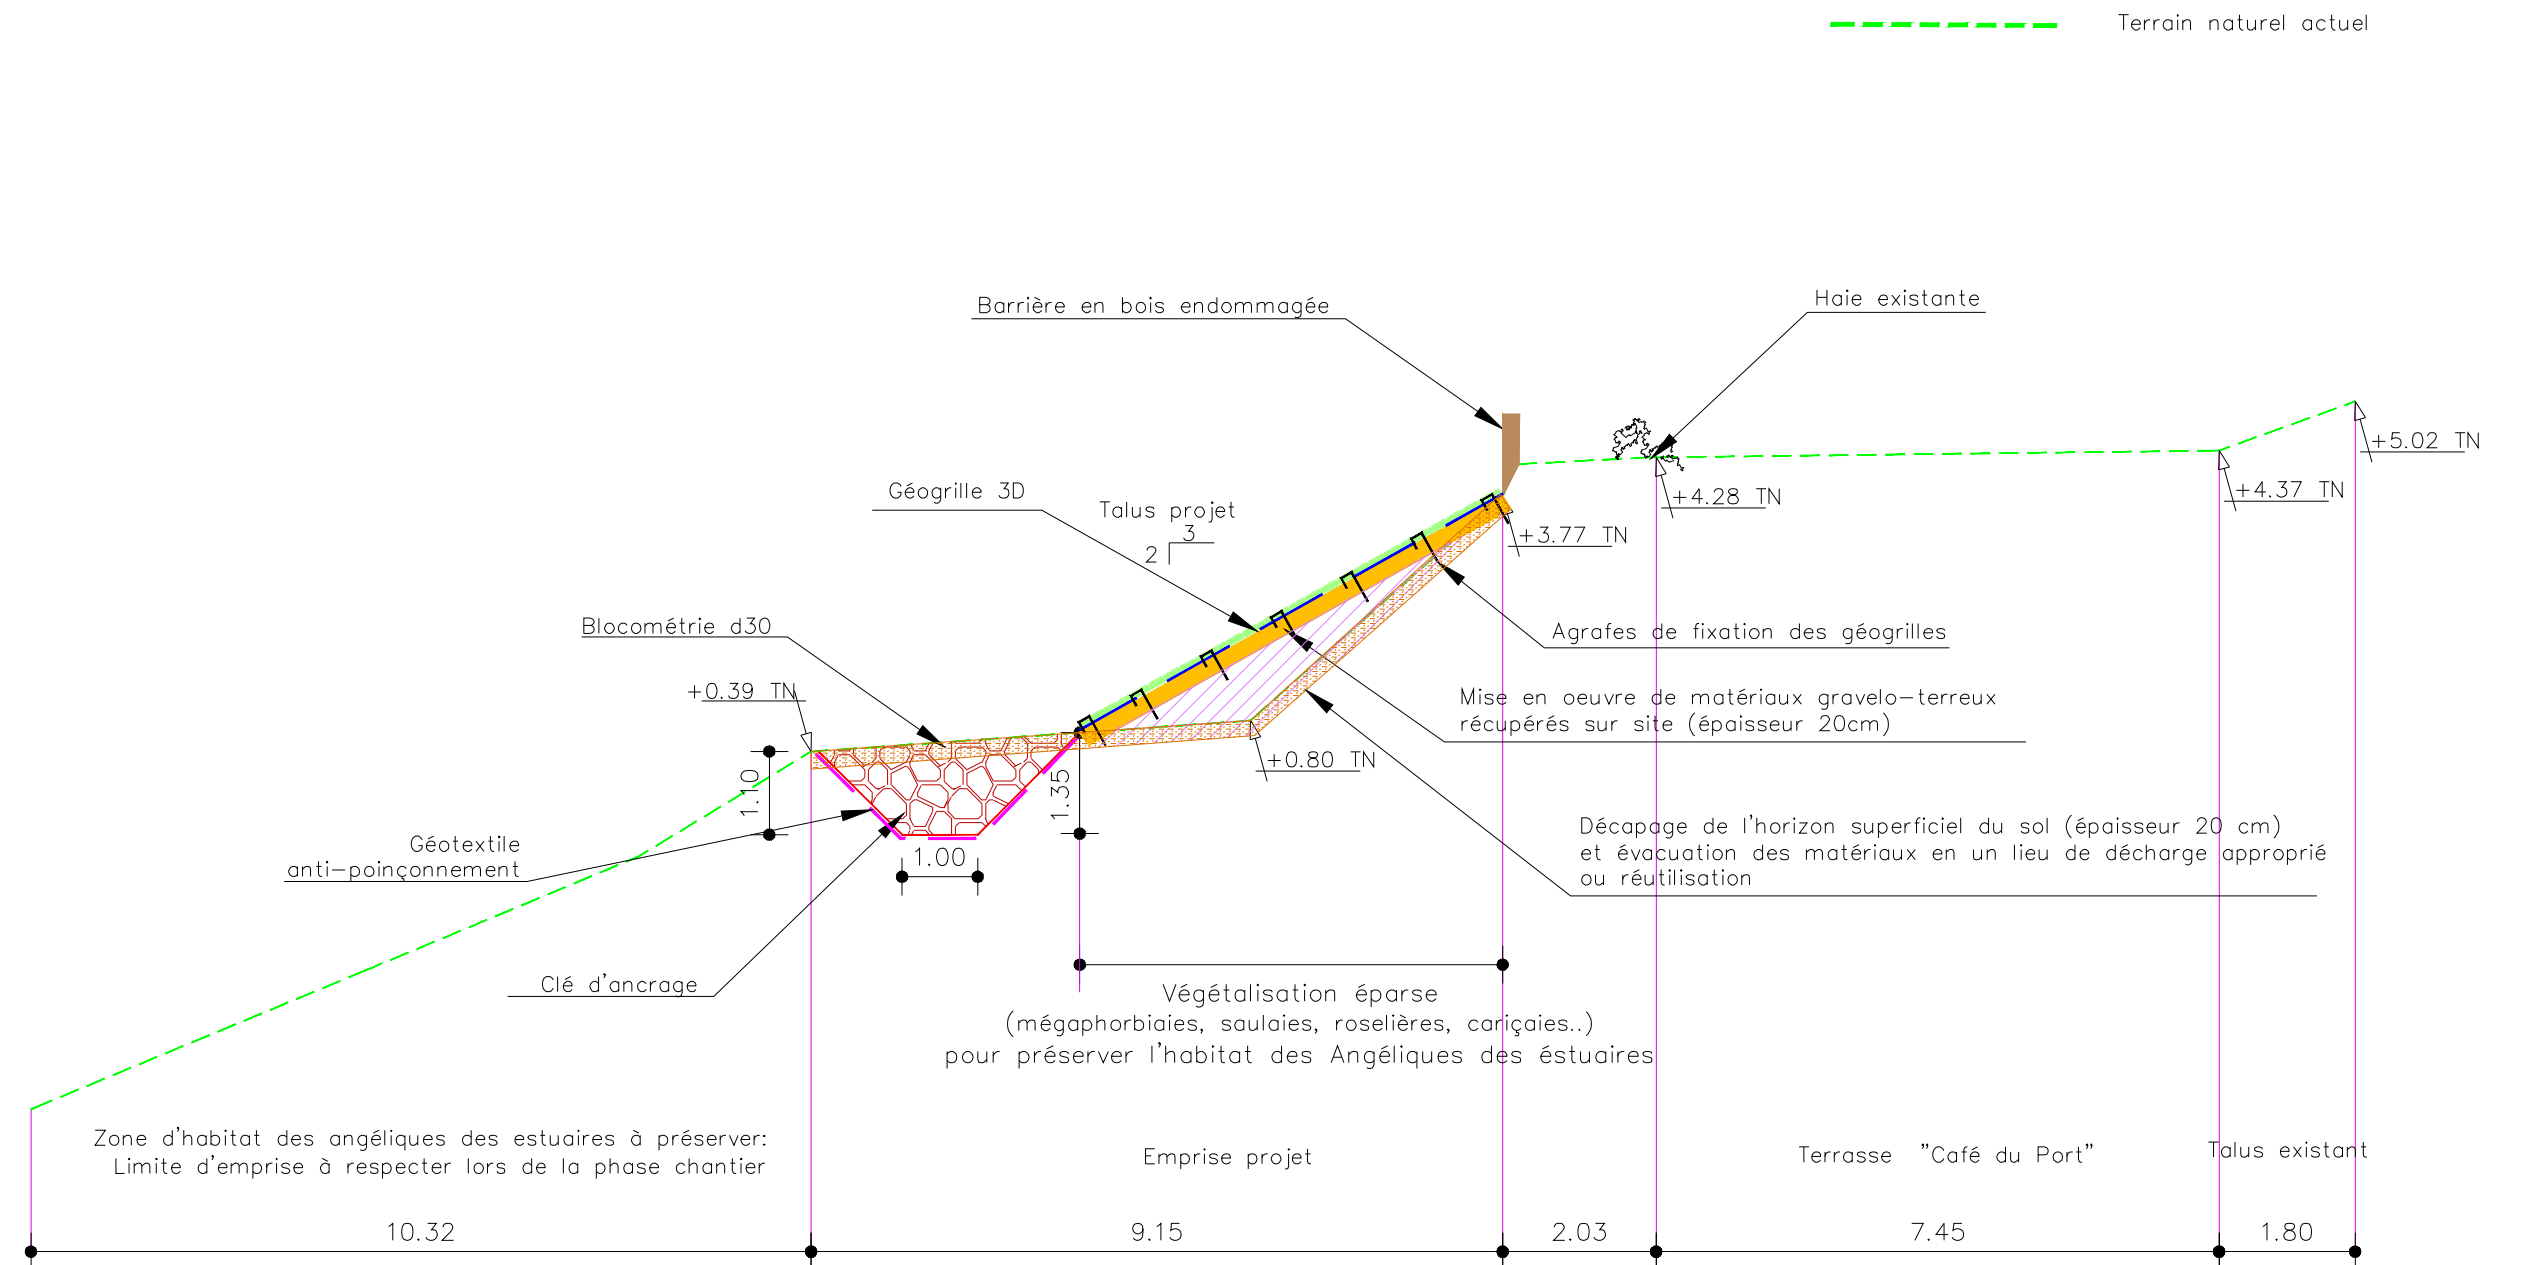 Terrain naturel actuel
Barrière en bois endommagée
Haie existante
+5.02 TN
Géogrille 3D
+4.28 TN
+4.37 TN
Talus projet
3
2
+3.77 TN
Blocométrie d30
Agrafes de fixation des géogrilles
+0.39 TN
Mise en oeuvre de matériaux gravelo-terreux
récupérés sur site (épaisseur 20cm)
+0.80 TN
1.10
1.35
Décapage de l'horizon superficiel du sol (épaisseur 20 cm)
et évacuation des matériaux en un lieu de décharge approprié
ou réutilisation
Géotextile
anti-poinçonnement
1.00
Clé d'ancrage
Végétalisation éparse
(mégaphorbiaies, saulaies, roselières, cariçaies..)
pour préserver l'habitat des Angéliques des éstuaires
Zone d'habitat des angéliques des estuaires à préserver:
Limite d'emprise à respecter lors de la phase chantier
Emprise projet
Terrasse "Café du Port"
Talus existant
10.32
9.15
2.03
7.45
1.80